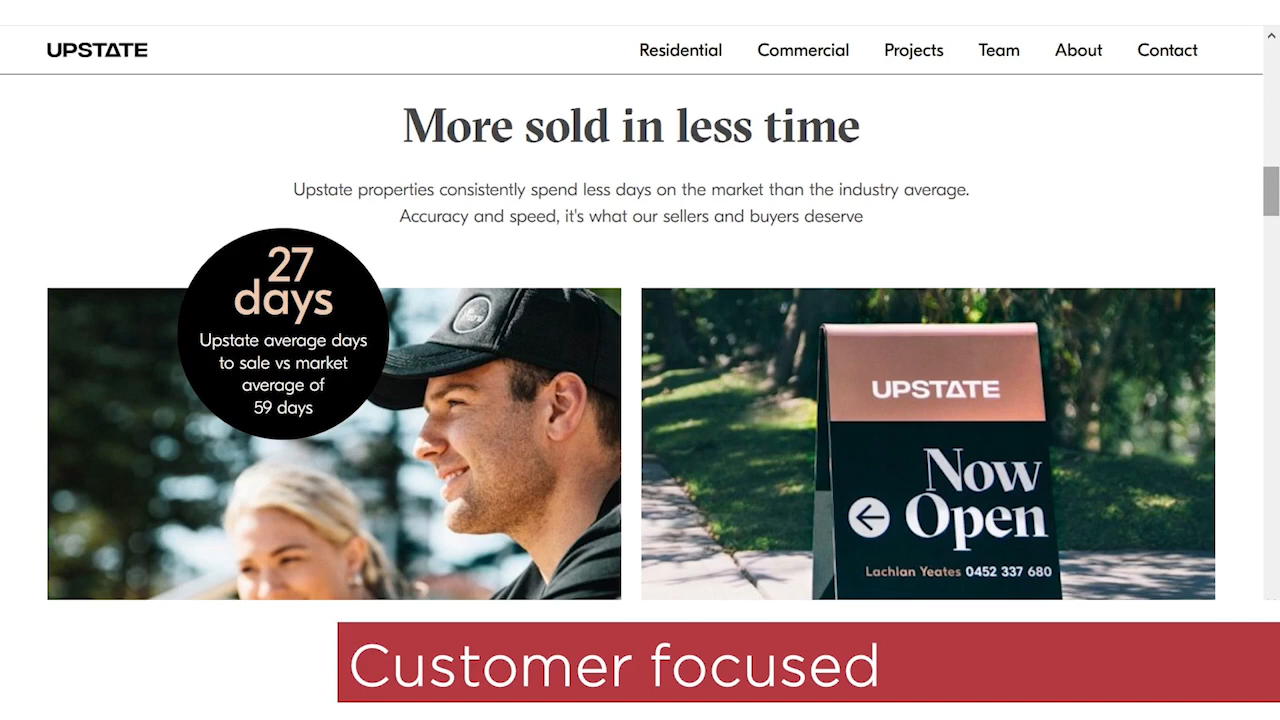 UPSTATE
Residential
Commercial
Projects
Team
About
Contact
More sold in less time
Upstate properties consistently spend less days on the market than the industry average.
Accuracy and speed, it's what our sellers and buyers deserve
27
days
Upstate average days
to sale vs market
average of
59 days
UPSTATE
Now
Open
Lachlan Yeates 0452 337 680
Customer focused